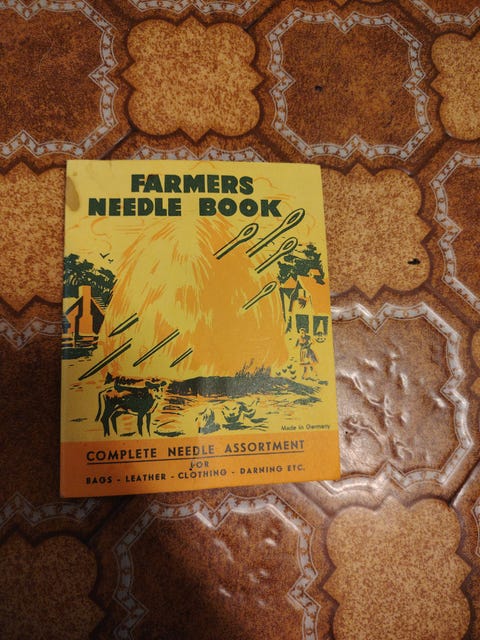 FARMERS
NEEDLE BOOK
Made in Germany
COMPLETE NEEDLE ASSORTMENT
FOR
BAGS - LEATHER - CLOTHING - DARNING ETC.